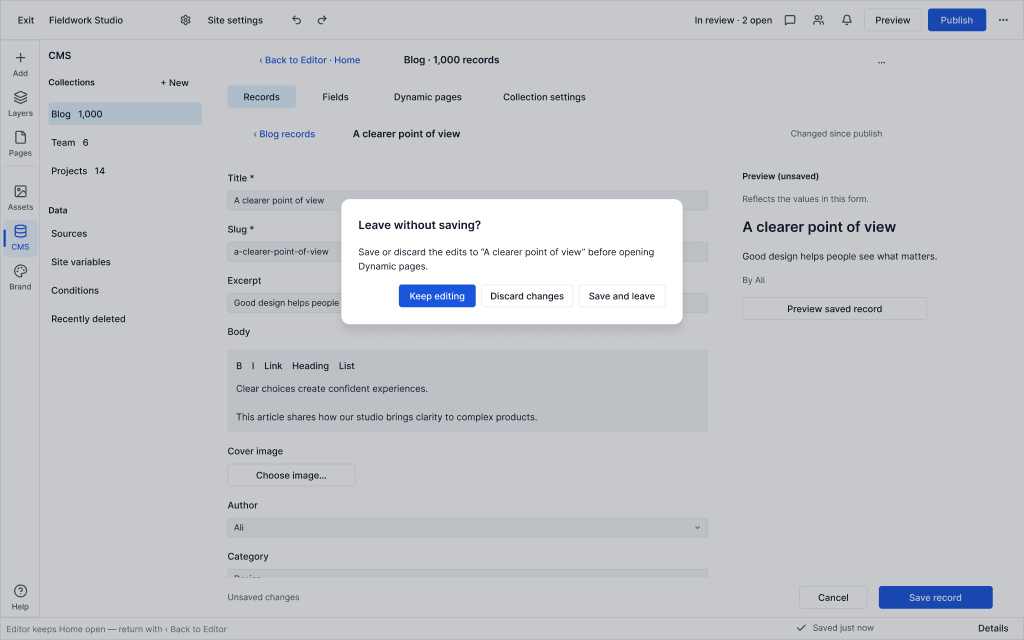 Exit Fieldwork Studio Site settings In review · 2 open Preview Publish
Add
Layers
Pages
Assets
CMS
Brand
Help
CMS
Collections + New
Blog 1,000
Team 6
Projects 14
Data
Sources
Site variables
Conditions
Recently deleted
‹ Back to Editor · Home Blog · 1,000 records ...
Records Fields Dynamic pages Collection settings
‹ Blog records A clearer point of view Changed since publish
Title *
A clearer point of view
Slug *
a-clearer-point-of-view
Excerpt
Good design helps people
Body
B I Link Heading List
Clear choices create confident experiences.
This article shares how our studio brings clarity to complex products.
Cover image
Choose image...
Author
Ali
Category
Leave without saving?
Save or discard the edits to “A clearer point of view” before opening
Dynamic pages.
Keep editing Discard changes Save and leave
Preview (unsaved)
Reflects the values in this form.
A clearer point of view
Good design helps people see what matters.
By Ali
Preview saved record
Unsaved changes Cancel Save record
Editor keeps Home open — return with ‹ Back to Editor Saved just now Details